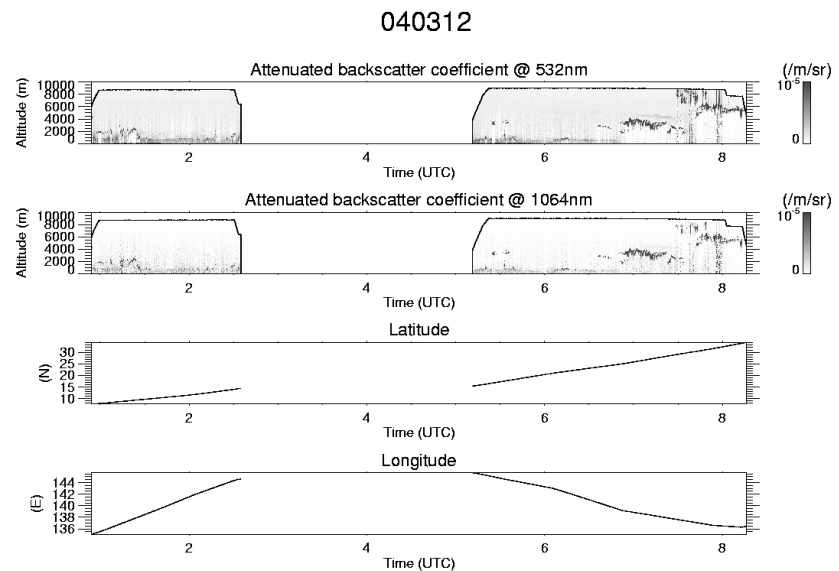 040312
Attenuated backscatter coefficient @ 532nm
(/m/sr)
Altitude (m)
10000
8000
6000
4000
2000
0
10-5
0
2 4 6 8
Time (UTC)
Attenuated backscatter coefficient @ 1064nm
(/m/sr)
Altitude (m)
10000
8000
6000
4000
2000
0
10-5
0
2 4 6 8
Time (UTC)
Latitude
(N)
30
25
20
15
10
2 4 6 8
Time (UTC)
Longitude
(E)
144
142
140
138
136
2 4 6 8
Time (UTC)